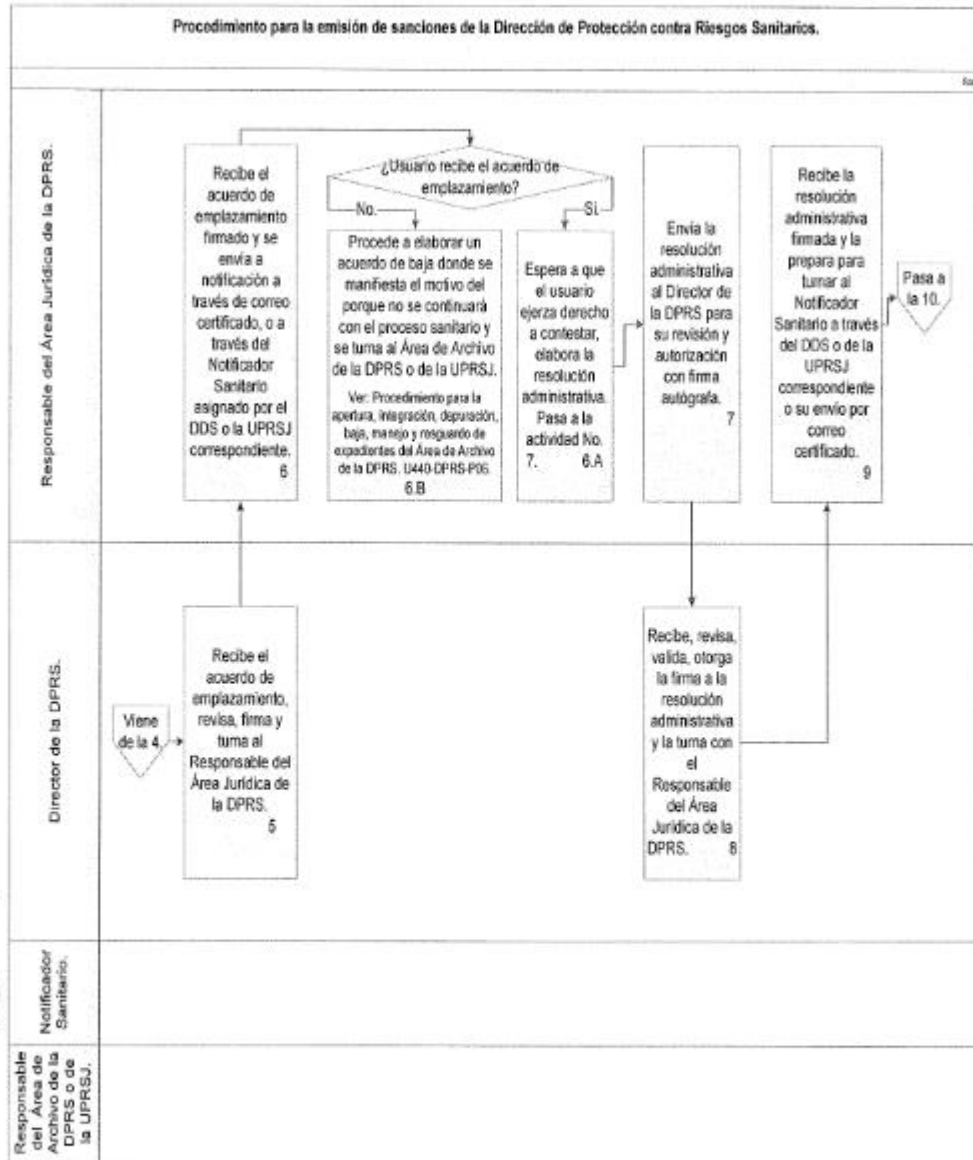 Procedimiento para la emisión de sanciones de la Dirección de Protección contra Riesgos Sanitarios.
Responsable del Área Jurídica de la DPRS.
Recibe el
acuerdo de
emplazamiento
firmado y se
envía a
notificación a
través de correo
certificado, o a
través del
Notificador
Sanitario
asignado por el
DDS o la UPRSJ
correspondiente.
6
¿Usuario recibe el acuerdo de
emplazamiento?
No.
Si.
Procede a elaborar un
acuerdo de baja donde se
manifiesta el motivo del
porque no se continuará
con el proceso sanitario y
se turna al Área de Archivo
de la DPRS o de la UPRSJ.
Ver: Procedimiento para la
apertura, integración, depuración,
baja, manejo y resguardo de
expedientes del Área de Archivo
de la DPRS. U440-DPRS-P06.
6.B
Espera a que
el usuario
ejerza derecho
a contestar,
elabora la
resolución
administrativa.
Pasa a la
actividad No.
7. 6.A
Envía la
resolución
administrativa
al Director de
la DPRS para
su revisión y
autorización
con firma
autógrafa.
7
Recibe la
resolución
administrativa
firmada y la
prepara para
turnar al
Notificador
Sanitario a través
del DDS o de la
UPRSJ
correspondiente
o su envío por
correo
certificado.
9
Pasa a
la 10.
Director de la DPRS.
Viene
de la 4.
Recibe el
acuerdo de
emplazamiento,
revisa, firma y
turna al
Responsable del
Área Jurídica de
la DPRS.
5
Recibe, revisa,
valida, otorga
la firma a la
resolución
administrativa
y la turna con
el
Responsable
del Área
Jurídica de la
DPRS. 8
Notificador
Sanitario.
Responsable
del Área de
Archivo de la
DPRS o de
la UPRSJ.